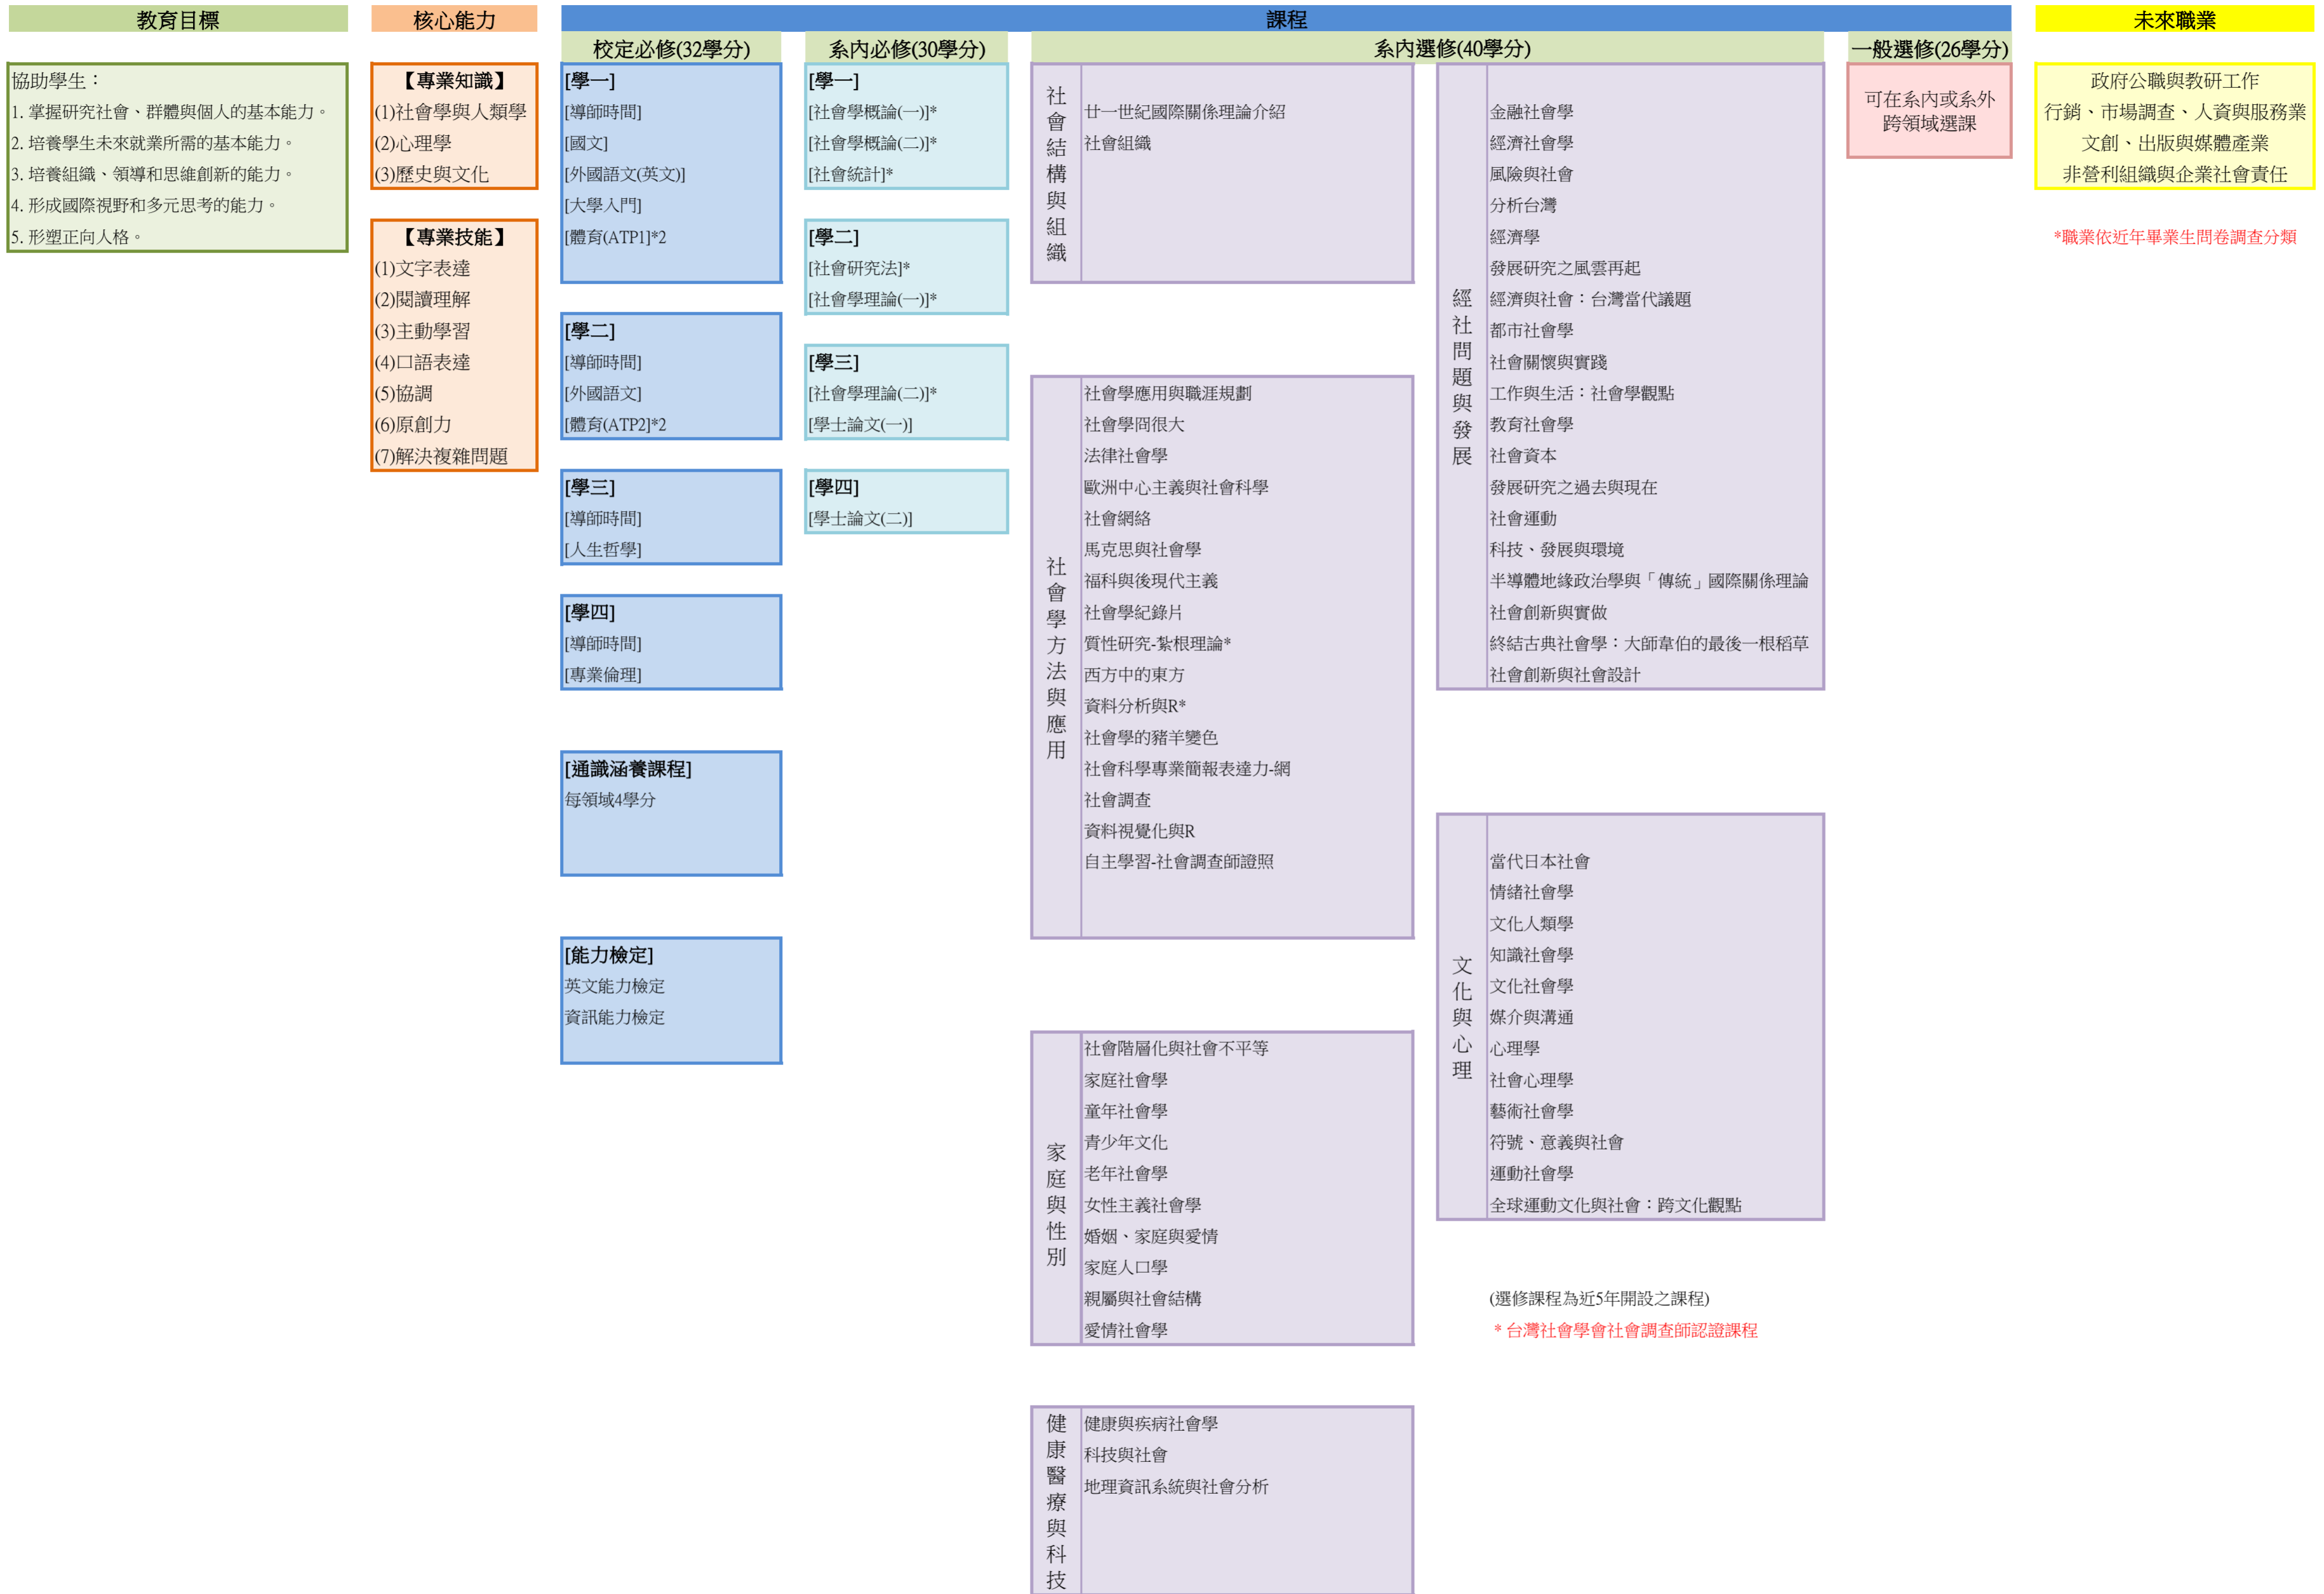 教育目標
協助學生：
1. 掌握研究社會、群體與個人的基本能力。
2. 培養學生未來就業所需的基本能力。
3. 培養組織、領導和思維創新的能力。
4. 形成國際視野和多元思考的能力。
5. 形塑正向人格。
核心能力
【專業知識】
(1)社會學與人類學
(2)心理學
(3)歷史與文化
【專業技能】
(1)文字表達
(2)閱讀理解
(3)主動學習
(4)口語表達
(5)協調
(6)原創力
(7)解決複雜問題
課程
校定必修(32學分)
[學一]
[導師時間]
[國文]
[外國語文(英文)]
[大學入門]
[體育(ATP1]*2
[學二]
[導師時間]
[外國語文]
[體育(ATP2]*2
[學三]
[導師時間]
[人生哲學]
[學四]
[導師時間]
[專業倫理]
[通識涵養課程]
每領域4學分
[能力檢定]
英文能力檢定
資訊能力檢定
系內必修(30學分)
[學一]
[社會學概論(一)]*
[社會學概論(二)]*
[社會統計]*
[學二]
[社會研究法]*
[社會學理論(一)]*
[學三]
[社會學理論(二)]*
[學士論文(一)]
[學四]
[學士論文(二)]
系內選修(40學分)
社會結構與組織
廿一世紀國際關係理論介紹
社會組織
社會學方法與應用
社會學應用與職涯規劃
社會學冏很大
法律社會學
歐洲中心主義與社會科學
社會網絡
馬克思與社會學
福科與後現代主義
社會學紀錄片
質性研究-紮根理論*
西方中的東方
資料分析與R*
社會學的豬羊變色
社會科學專業簡報表達力-網
社會調查
資料視覺化與R
自主學習-社會調查師證照
家庭與性別
社會階層化與社會不平等
家庭社會學
童年社會學
青少年文化
老年社會學
女性主義社會學
婚姻、家庭與愛情
家庭人口學
親屬與社會結構
愛情社會學
健康醫療與科技
健康與疾病社會學
科技與社會
地理資訊系統與社會分析
經社問題與發展
金融社會學
經濟社會學
風險與社會
分析台灣
經濟學
發展研究之風雲再起
經濟與社會：台灣當代議題
都市社會學
社會關懷與實踐
工作與生活：社會學觀點
教育社會學
社會資本
發展研究之過去與現在
社會運動
科技、發展與環境
半導體地緣政治學與「傳統」國際關係理論
社會創新與實做
終結古典社會學：大師韋伯的最後一根稻草
社會創新與社會設計
文化與心理
當代日本社會
情緒社會學
文化人類學
知識社會學
文化社會學
媒介與溝通
心理學
社會心理學
藝術社會學
符號、意義與社會
運動社會學
全球運動文化與社會：跨文化觀點
(選修課程為近5年開設之課程)
* 台灣社會學會社會調查師認證課程
一般選修(26學分)
可在系內或系外
跨領域選課
未來職業
政府公職與教研工作
行銷、市場調查、人資與服務業
文創、出版與媒體產業
非營利組織與企業社會責任
*職業依近年畢業生問卷調查分類